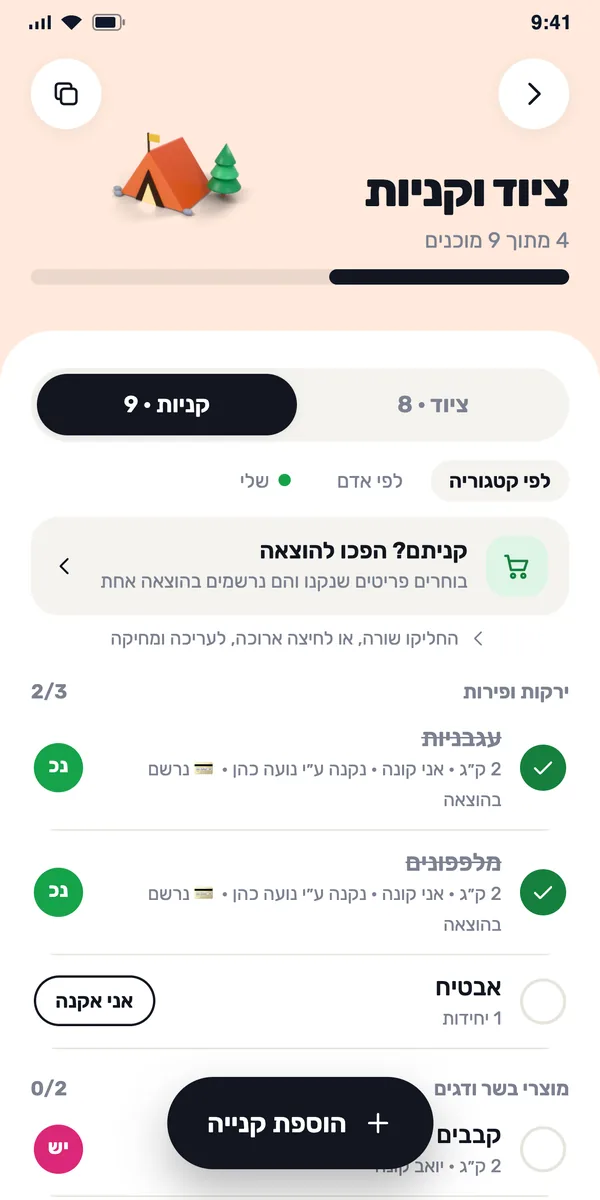 9:41
ציוד וקניות
4 מתוך 9 מוכנים
ציוד • 8
קניות • 9
לפי קטגוריה
לפי אדם
שלי
קניתם? הפכו להוצאה
בוחרים פריטים שנקנו והם נרשמים בהוצאה אחת
החליקו שורה, או לחיצה ארוכה, לעריכה ומחיקה
ירקות ופירות
2/3
עגבניות
2 ק״ג • אני קונה • נקנה ע״י נועה כהן • 💳 נרשם
בהוצאה
נכ
מלפפונים
2 ק״ג • אני קונה • נקנה ע״י נועה כהן • 💳 נרשם
בהוצאה
נכ
אבטיח
1 יחידות
אני אקנה
מוצרי בשר ודגים
0/2
קבבים
2 ק״ג • יואב קונה
יש
הוספת קנייה